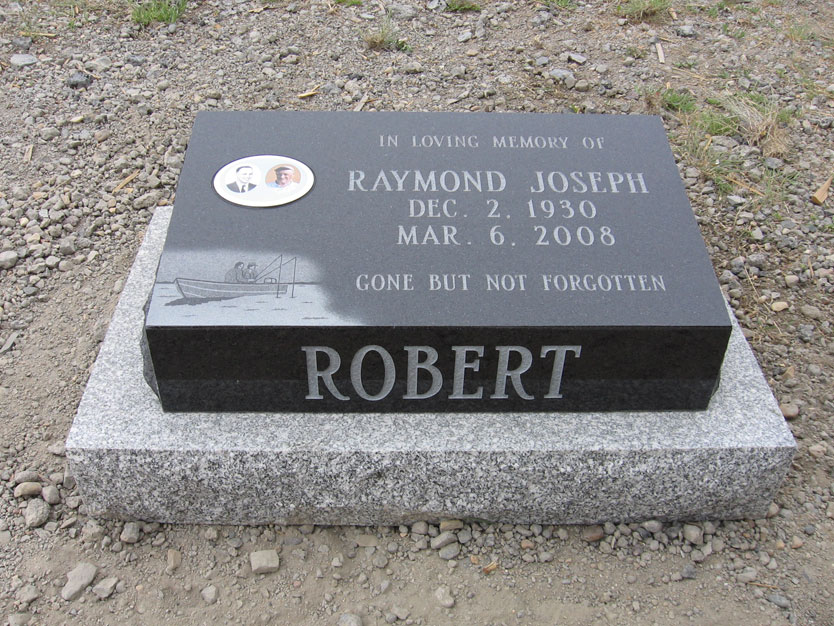 IN LOVING MEMORY OF
RAYMOND JOSEPH
DEC. 2. 1930
MAR. 6. 2008
GONE BUT NOT FORGOTTEN
ROBERT